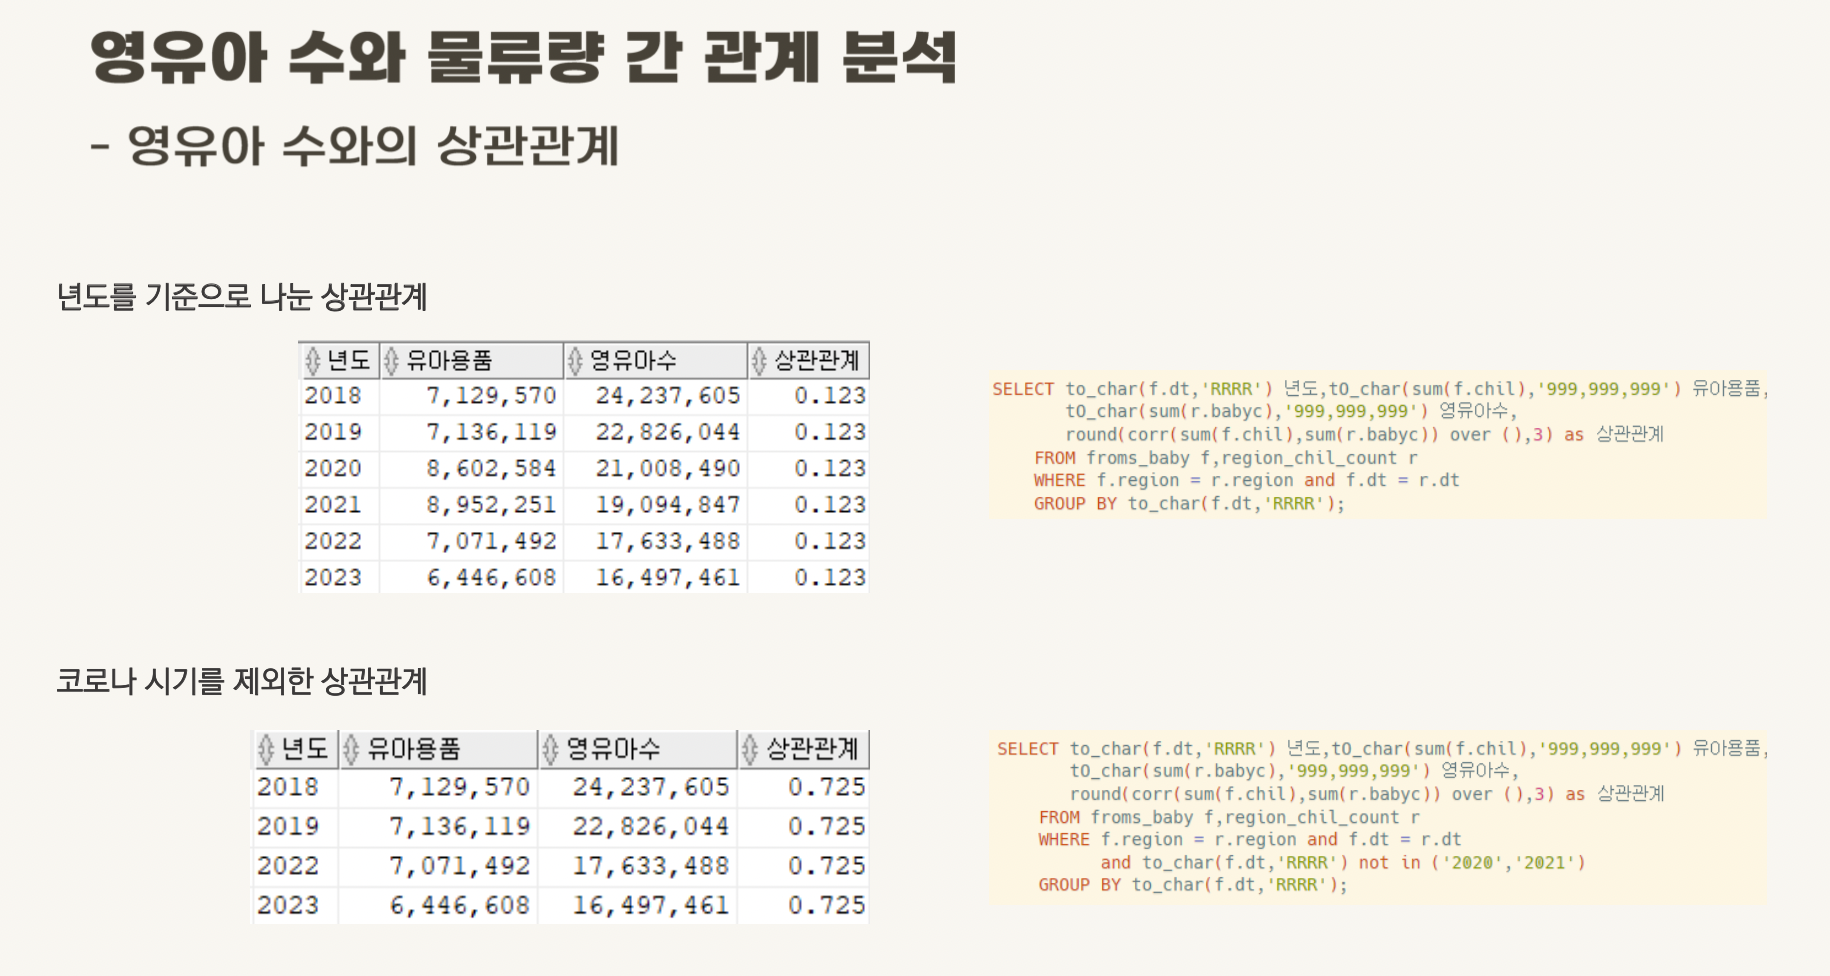 영유아 수와 물류량 간 관계 분석
- 영유아 수와의 상관관계
년도를 기준으로 나눈 상관관계
년도 유아용품 영유아수 상관관계
2018 7,129,570 24,237,605 0.123
2019 7,136,119 22,826,044 0.123
2020 8,602,584 21,008,490 0.123
2021 8,952,251 19,094,847 0.123
2022 7,071,492 17,633,488 0.123
2023 6,446,608 16,497,461 0.123
SELECT to_char(f.dt,'RRRR') 년도,tO_char(sum(f.chil),'999,999,999') 유아용품,
tO_char(sum(r.babyc),'999,999,999') 영유아수,
round(corr(sum(f.chil),sum(r.babyc)) over (),3) as 상관관계
FROM froms_baby f,region_chil_count r
WHERE f.region = r.region and f.dt = r.dt
GROUP BY to_char(f.dt,'RRRR');
코로나 시기를 제외한 상관관계
년도 유아용품 영유아수 상관관계
2018 7,129,570 24,237,605 0.725
2019 7,136,119 22,826,044 0.725
2022 7,071,492 17,633,488 0.725
2023 6,446,608 16,497,461 0.725
SELECT to_char(f.dt,'RRRR') 년도,tO_char(sum(f.chil),'999,999,999') 유아용품,
tO_char(sum(r.babyc),'999,999,999') 영유아수,
round(corr(sum(f.chil),sum(r.babyc)) over (),3) as 상관관계
FROM froms_baby f,region_chil_count r
WHERE f.region = r.region and f.dt = r.dt
and to_char(f.dt,'RRRR') not in ('2020','2021')
GROUP BY to_char(f.dt,'RRRR');